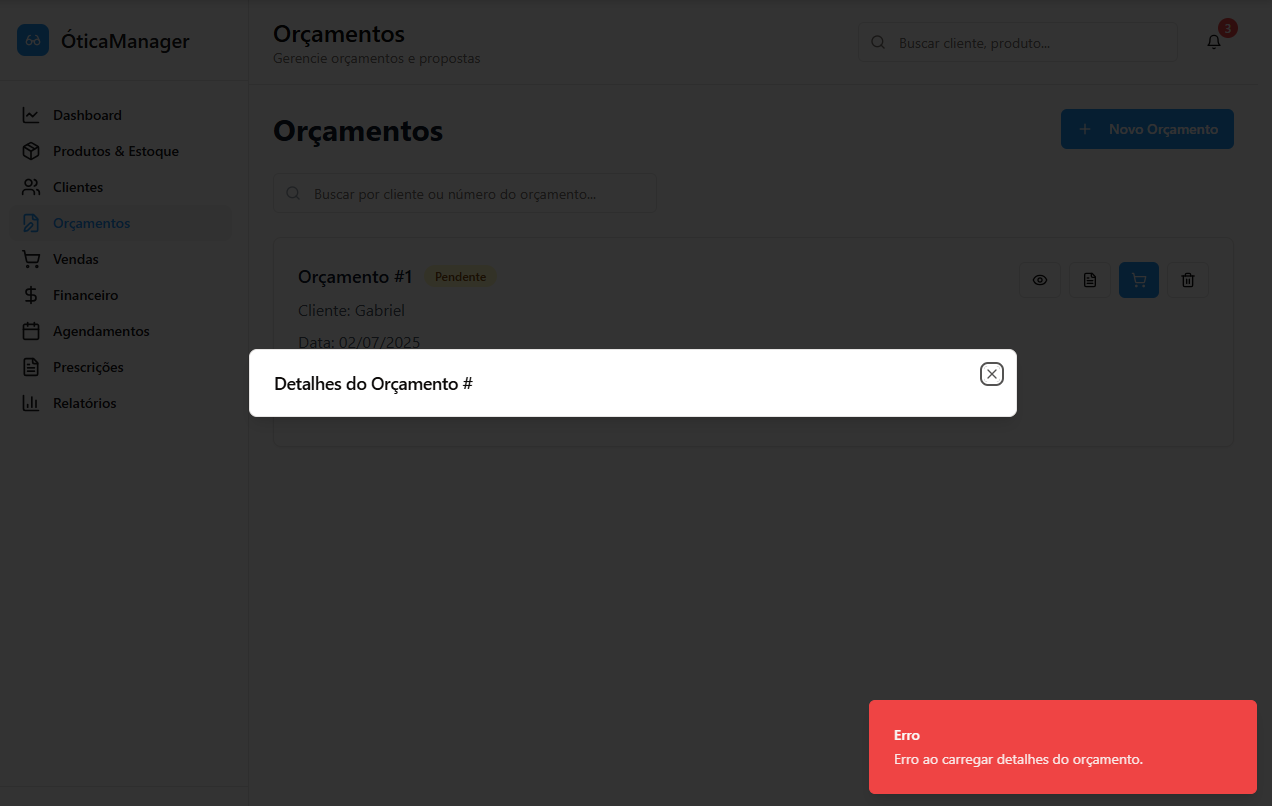 ÓticaManager
Dashboard
Produtos & Estoque
Clientes
Orçamentos
Vendas
Financeiro
Agendamentos
Prescrições
Relatórios
Orçamentos
Gerencie orçamentos e propostas
Buscar cliente, produto...
3
Orçamentos
Novo Orçamento
Buscar por cliente ou número do orçamento...
Orçamento #1 Pendente
Cliente: Gabriel
Data: 02/07/2025
Detalhes do Orçamento #
Erro
Erro ao carregar detalhes do orçamento.